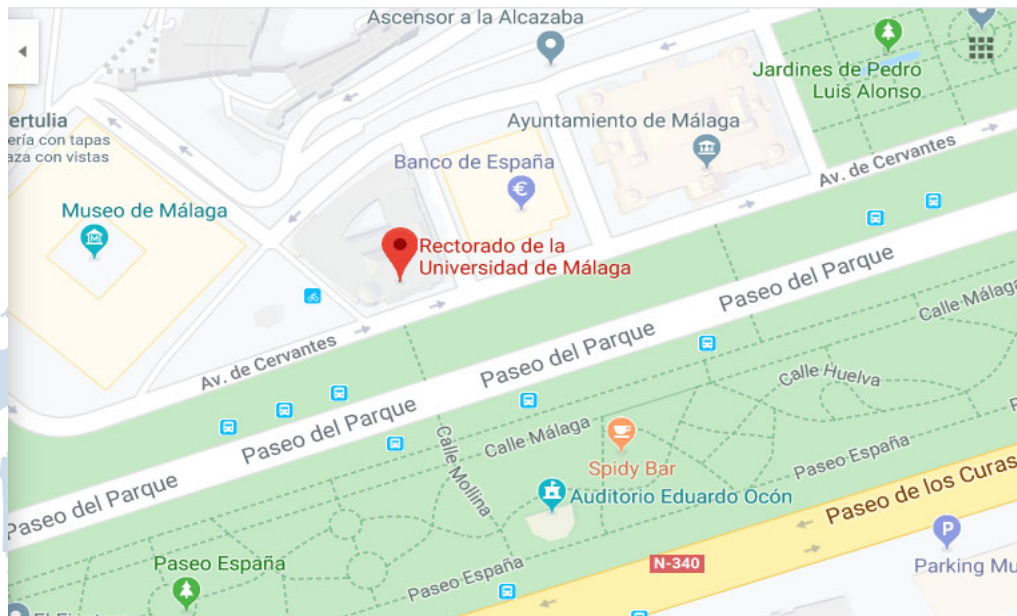 Ascensor a la Alcazaba
Jardines de Pedro
Luis Alonso
ertulia
ería con tapas
aza con vistas
Ayuntamiento de Málaga
Banco de España
€
Av. de Cervantes
Museo de Málaga
M
Rectorado de la
Universidad de Málaga
Paseo del Parque
Calle Málaga
Av. de Cervantes
Paseo del Parque
Calle Huelva
Paseo del Parque
Calle Málaga
Spidy Bar
Calle Mollina
Paseo España
Paseo de los Curas
Paseo del Parque
Auditorio Eduardo Ocón
P
Parking Mu
N-340
Paseo España
Paseo España